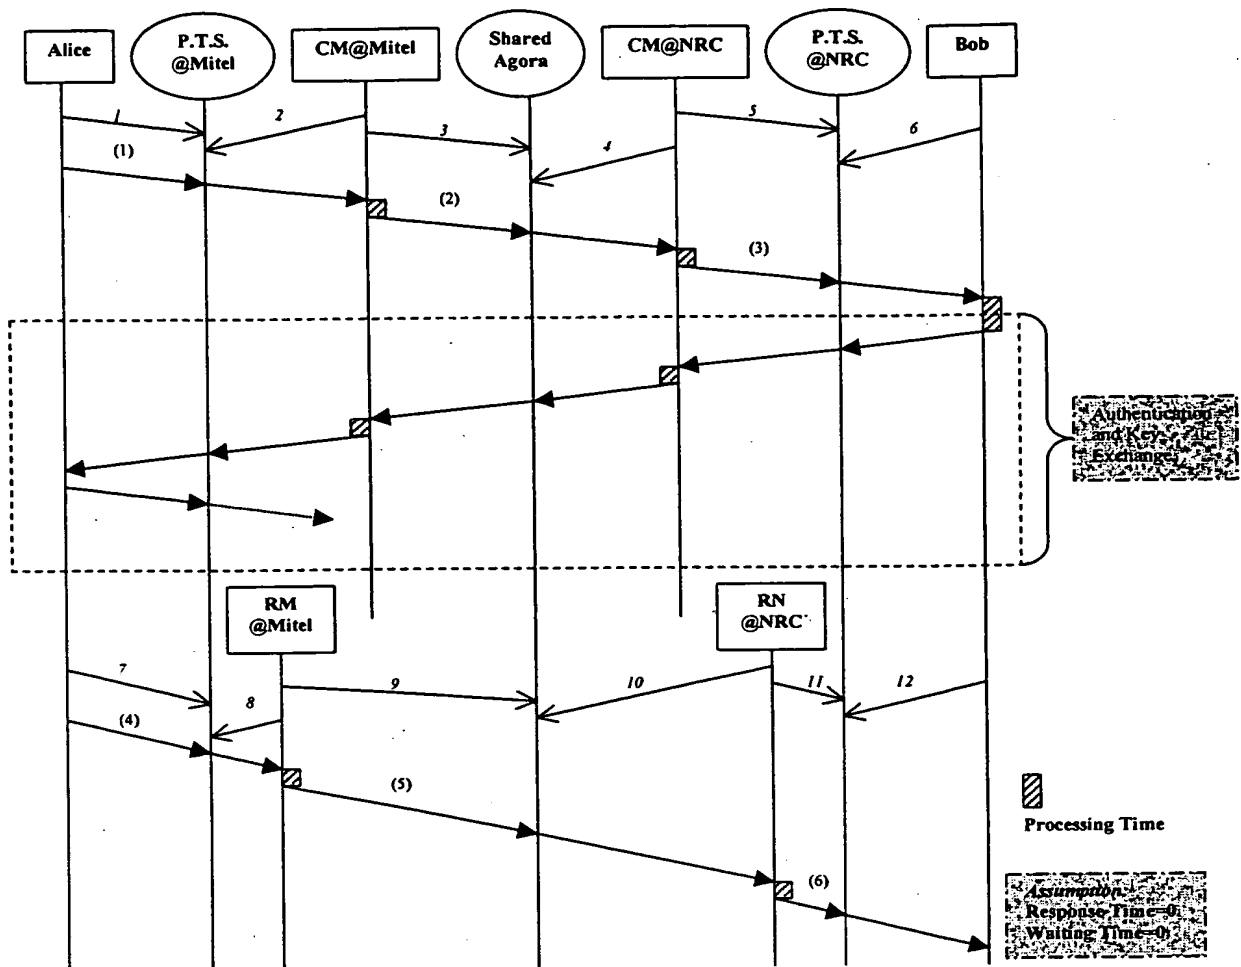 Alice
P.T.S.
@Mitel
CM@Mitel
Shared
Agora
CM@NRC
P.T.S.
@NRC
Bob
1
2
3
4
5
6
(1)
(2)
(3)
Authentication
and Key
Exchange
RM
@Mitel
RN
@NRC
7
8
9
10
11
12
(4)
(5)
(6)
Processing Time
Assumption
Response Time=0
Waiting Time=0